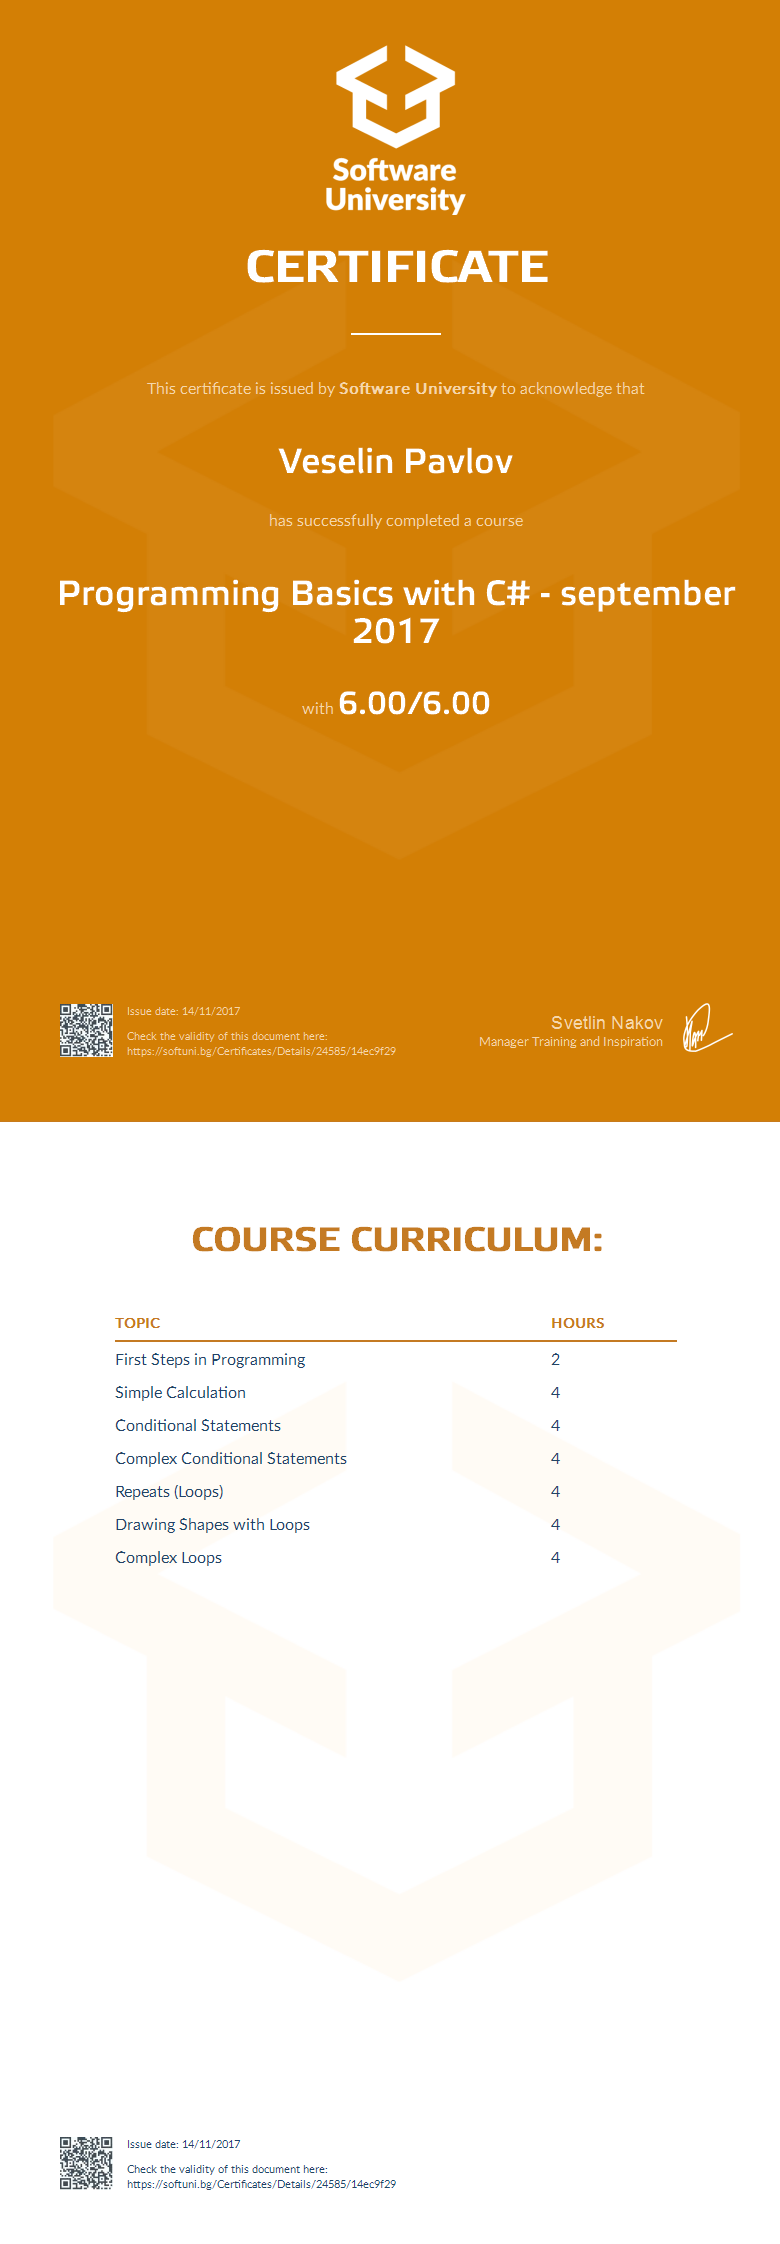 Software
University
CERTIFICATE
This certificate is issued by Software University to acknowledge that
Veselin Pavlov
has successfully completed a course
Programming Basics with C# - september
2017
with 6.00/6.00
Issue date: 14/11/2017
Check the validity of this document here:
https://softuni.bg/Certificates/Details/24585/14ec9f29
Svetlin Nakov
Manager Training and Inspiration
COURSE CURRICULUM:
TOPIC HOURS
First Steps in Programming 2
Simple Calculation 4
Conditional Statements 4
Complex Conditional Statements 4
Repeats (Loops) 4
Drawing Shapes with Loops 4
Complex Loops 4
Issue date: 14/11/2017
Check the validity of this document here:
https://softuni.bg/Certificates/Details/24585/14ec9f29